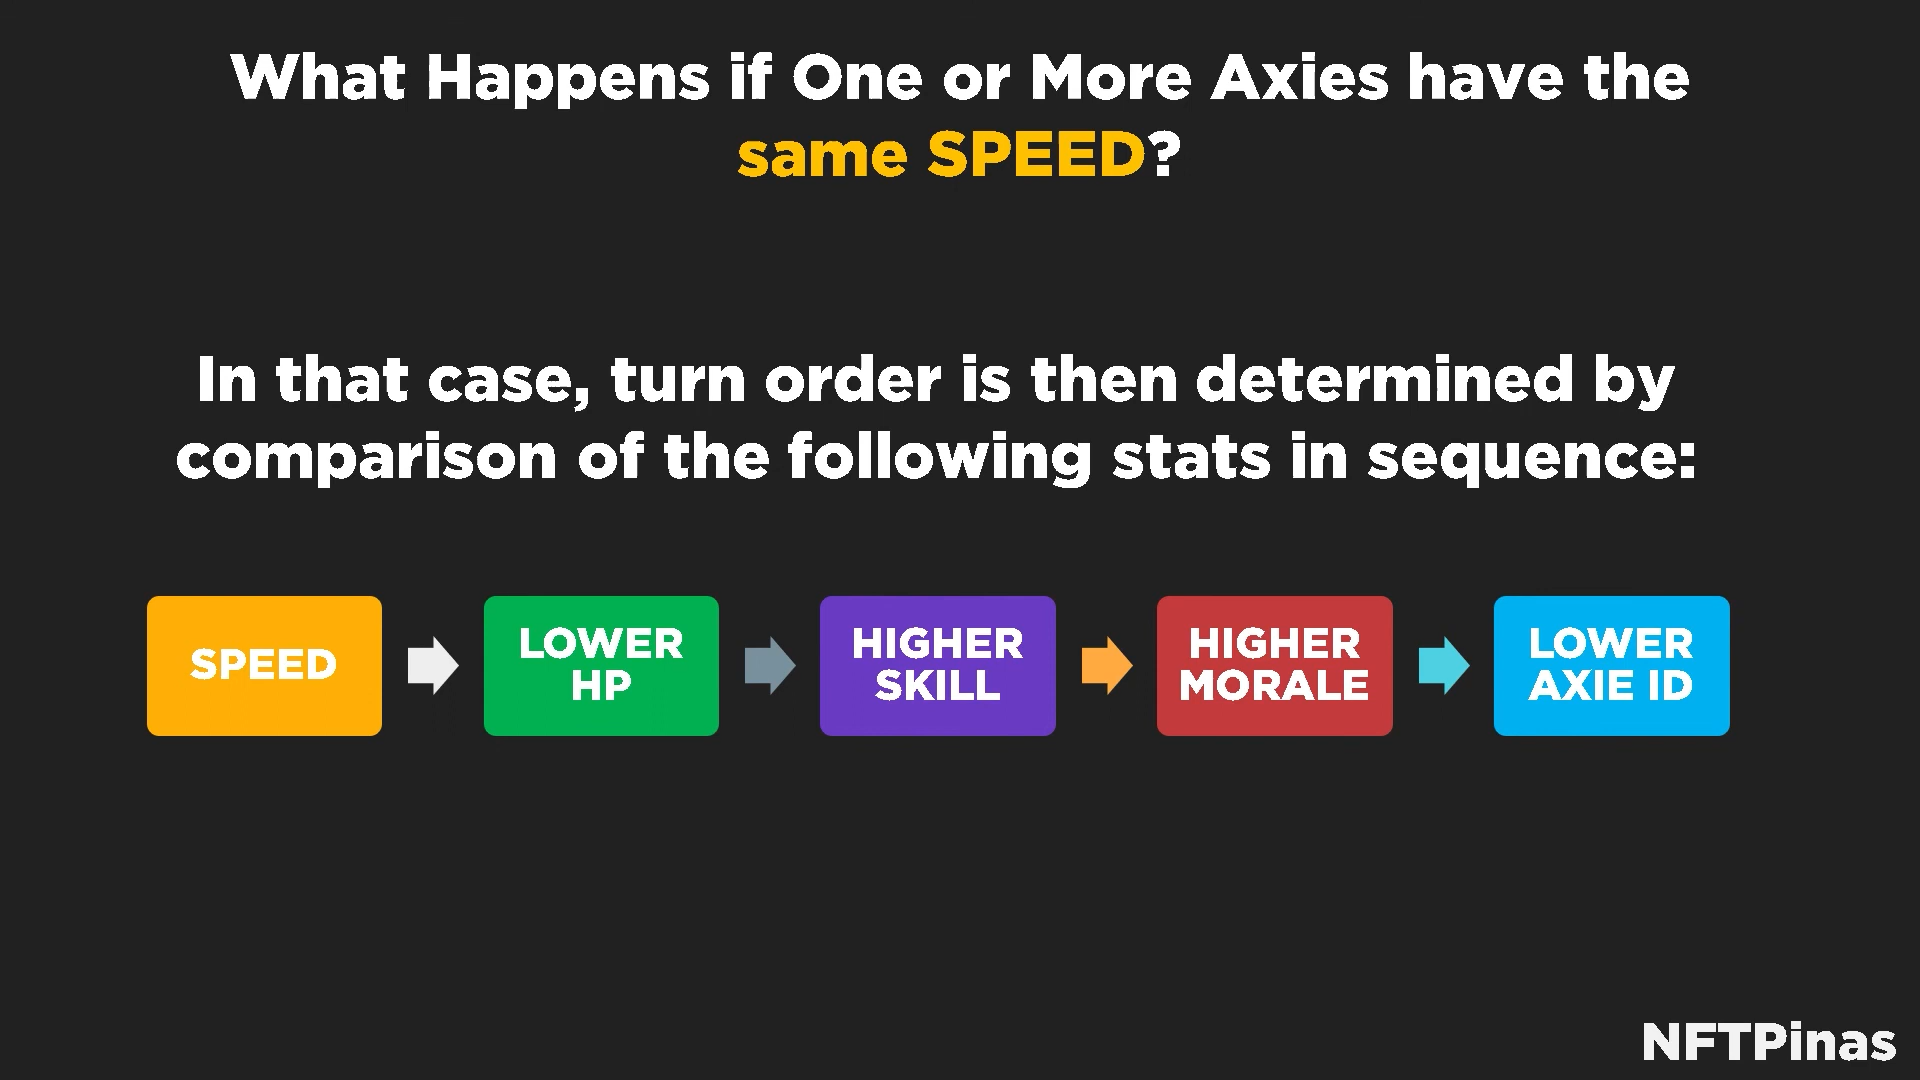 What Happens if One or More Axies have the
same SPEED?
In that case, turn order is then determined by
comparison of the following stats in sequence:
SPEED
LOWER
HP
HIGHER
SKILL
HIGHER
MORALE
LOWER
AXIE ID
NFTPinas